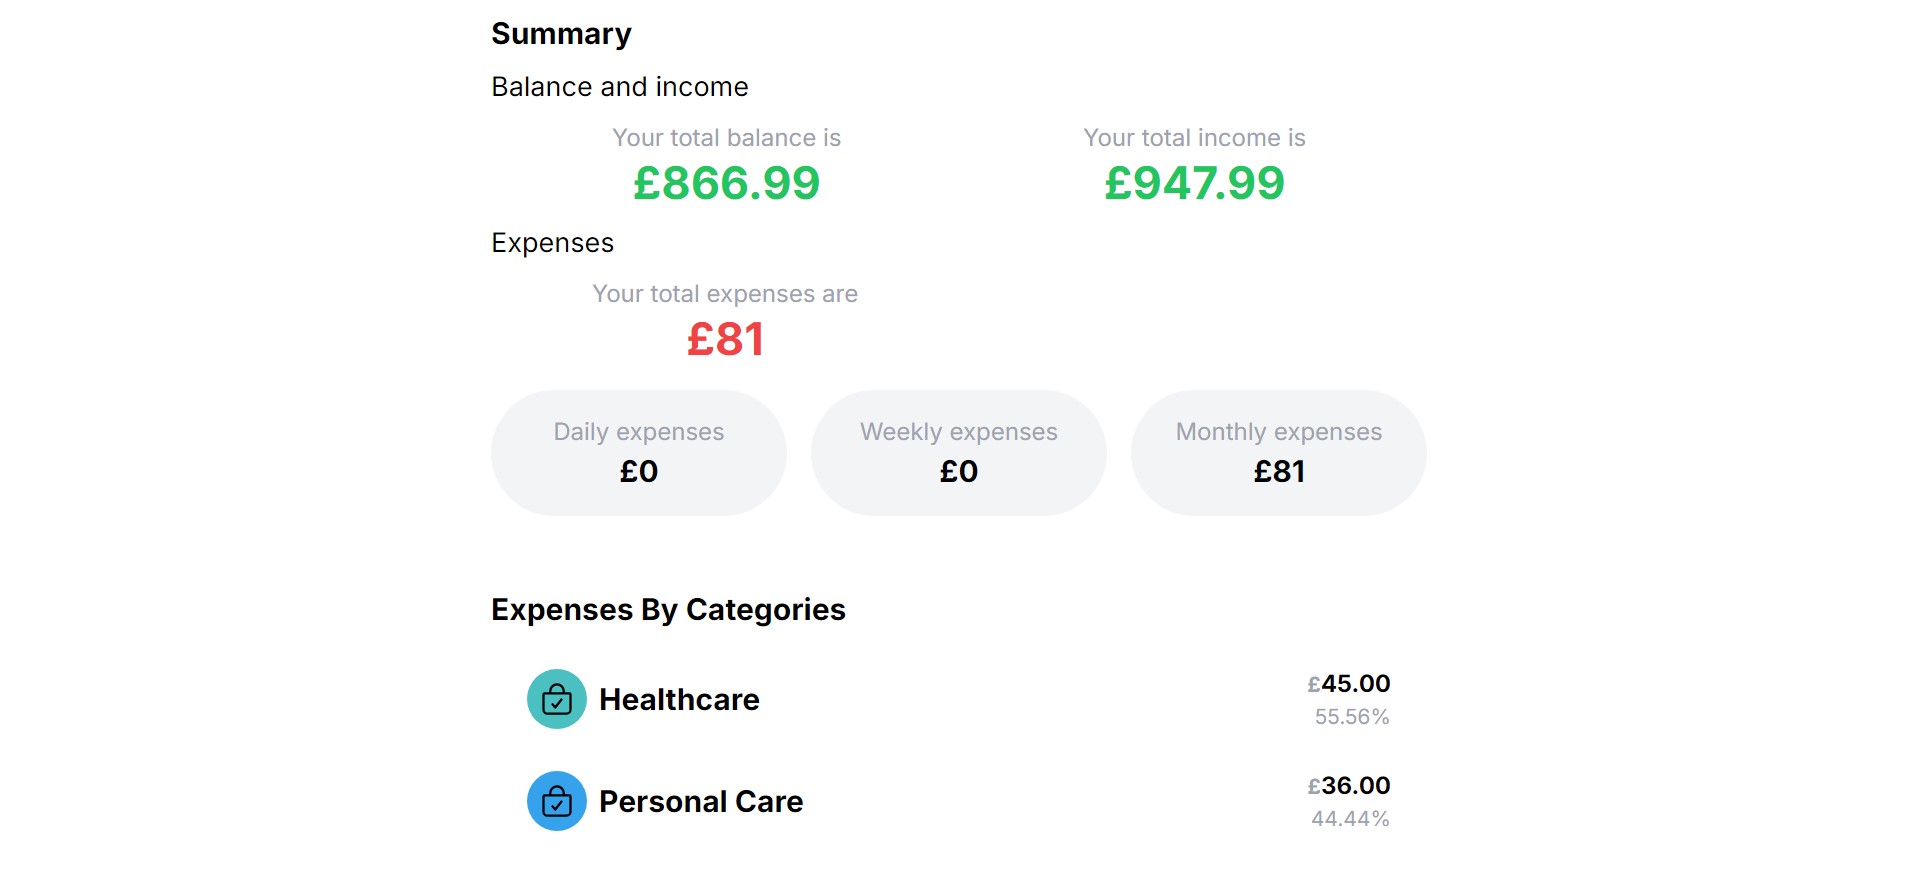 Summary
Balance and income
Your total balance is
£866.99
Your total income is
£947.99
Expenses
Your total expenses are
£81
Daily expenses
£0
Weekly expenses
£0
Monthly expenses
£81
Expenses By Categories
Healthcare
£45.00
55.56%
Personal Care
£36.00
44.44%